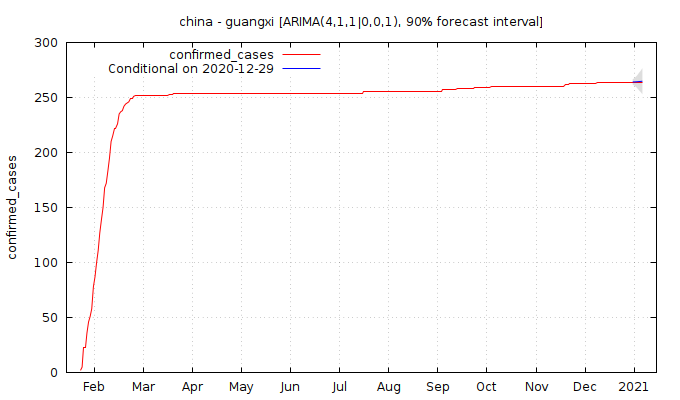 china - guangxi [ARIMA(4,1,1|0,0,1), 90% forecast interval]
confirmed_cases
Conditional on 2020-12-29
confirmed_cases
300
250
200
150
100
50
0
Feb Mar Apr May Jun Jul Aug Sep Oct Nov Dec 2021